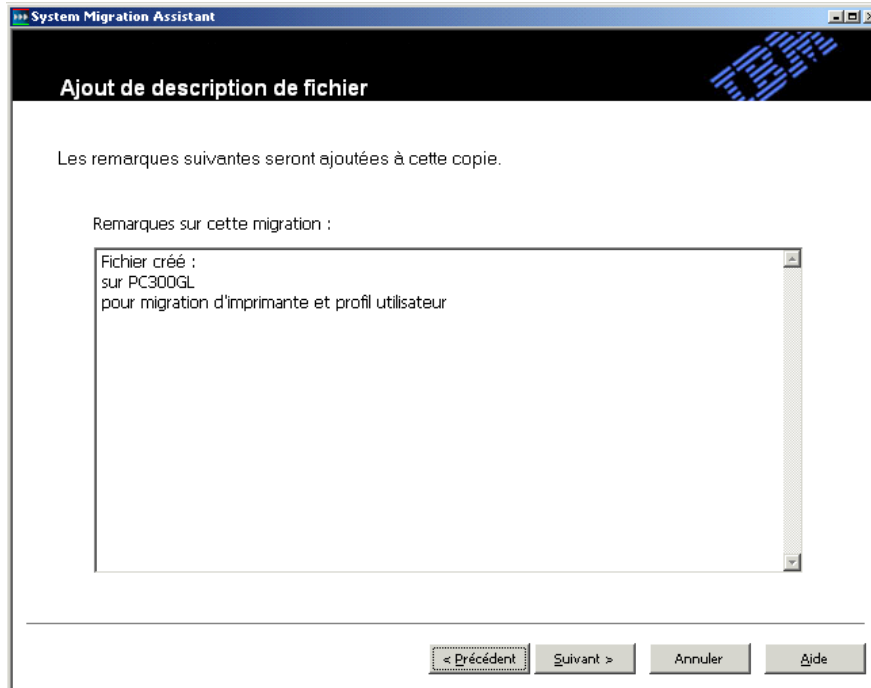 System Migration Assistant
Ajout de description de fichier
IBM
Les remarques suivantes seront ajoutées à cette copie.
Remarques sur cette migration :
Fichier créé :
sur PC300GL
pour migration d'imprimante et profil utilisateur
< Précédent
Suivant >
Annuler
Aide